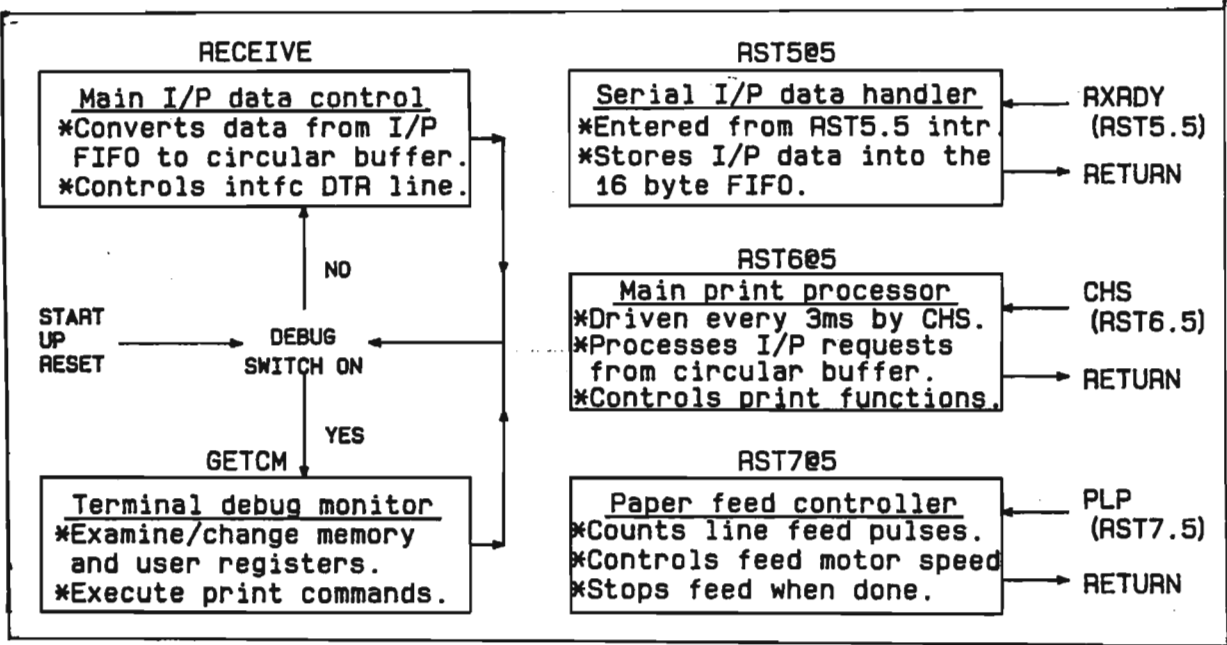 RECEIVE
Main I/P data control
*Converts data from I/P
FIFO to circular buffer.
*Controls intfc DTR line.
NO
START
UP
RESET
DEBUG
SWITCH ON
YES
GETCM
Terminal debug monitor
*Examine/change memory
and user registers.
*Execute print commands.
RST5@5
Serial I/P data handler
*Entered from RST5.5 intr.
*Stores I/P data into the
16 byte FIFO.
RXRDY
(RST5.5)
RETURN
RST6@5
Main print processor
*Driven every 3ms by CHS.
*Processes I/P requests
from circular buffer.
*Controls print functions.
CHS
(RST6.5)
RETURN
RST7@5
Paper feed controller
*Counts line feed pulses.
*Controls feed motor speed
*Stops feed when done.
PLP
(RST7.5)
RETURN